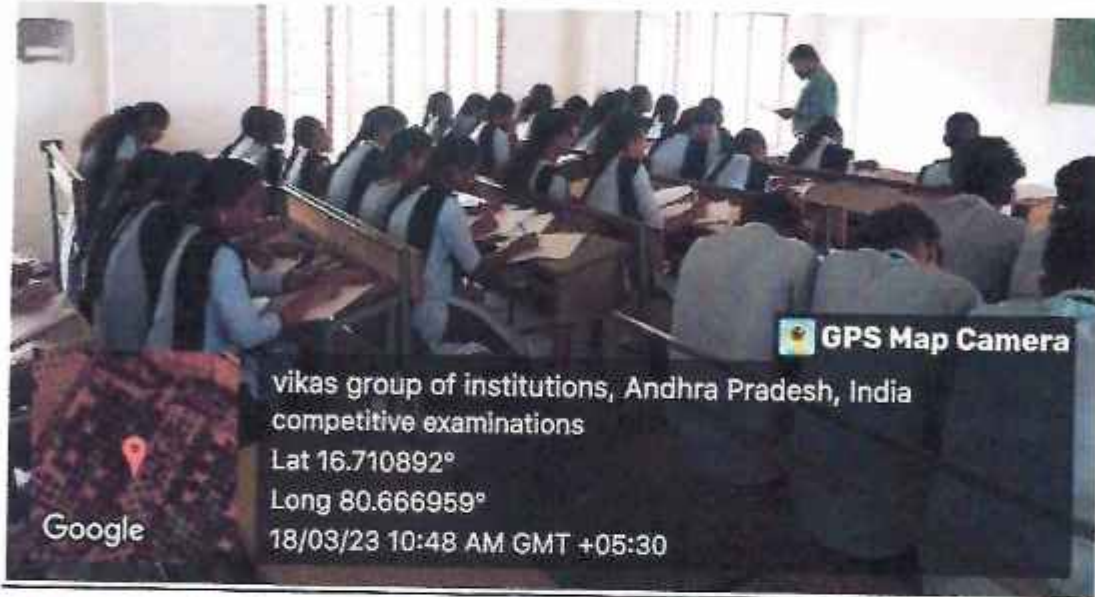 GPS Map Camera
vikas group of institutions, Andhra Pradesh, India
competitive examinations
Lat 16.710892°
Long 80.666959°
18/03/23 10:48 AM GMT +05:30
Google